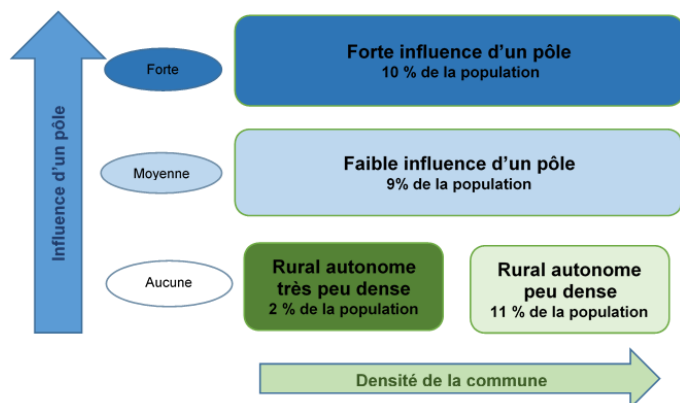 Influence d'un pôle
Forte
Forte influence d'un pôle
10 % de la population
Moyenne
Faible influence d'un pôle
9% de la population
Aucune
Rural autonome
très peu dense
2 % de la population
Rural autonome
peu dense
11 % de la population
Densité de la commune